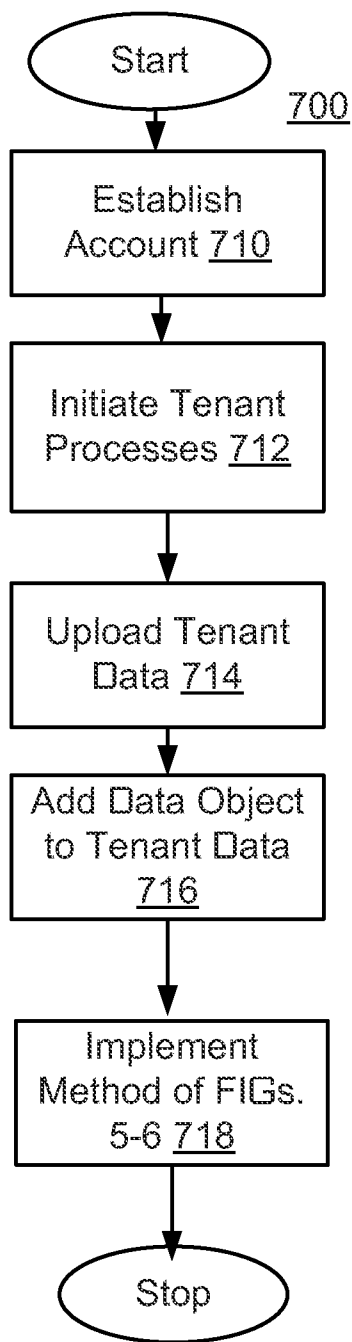 Start
700
Establish
Account 710
Initiate Tenant
Processes 712
Upload Tenant
Data 714
Add Data Object
to Tenant Data
716
Implement
Method of FIGs.
5-6 718
Stop